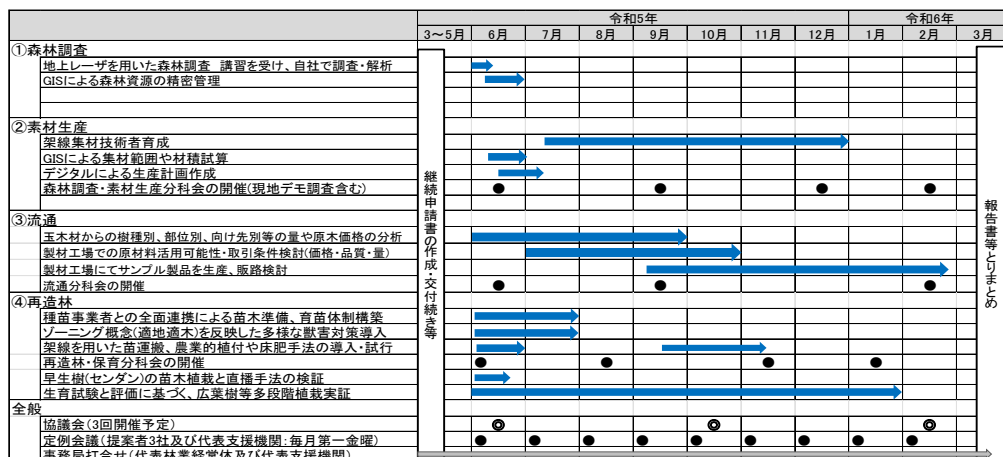 令和5年 令和6年
3～5月 6月 7月 8月 9月 10月 11月 12月 1月 2月 3月
①森林調査
地上レーザを用いた森林調査 講習を受け、自社で調査・解析
GISによる森林資源の精密管理
②素材生産
架線集材技術者育成
GISによる集材範囲や材積試算
デジタルによる生産計画作成
森林調査・素材生産分科会の開催(現地デモ調査含む)
③流通
玉木材からの樹種別、部位別、向け先別等の量や原木価格の分析
製材工場での原材料活用可能性・取引条件検討(価格・品質・量)
製材工場にてサンプル製品を生産、販路検討
流通分科会の開催
④再造林
種苗事業者との全面連携による苗木準備、育苗体制構築
ゾーニング概念(適地適木)を反映した多様な獣害対策導入
架線を用いた苗運搬、農業的植付や床肥手法の導入・試行
再造林・保育分科会の開催
早生樹(センダン)の苗木植栽と直播手法の検証
生育試験と評価に基づく、広葉樹等多段階植栽実証
全般
協議会(3回開催予定)
定例会議(提案者3社及び代表支援機関:毎月第一金曜)
事務局打合せ(代表林業経営体及び代表支援機関)
継続申請書の作成・交付続き等
報告書等とりまとめ